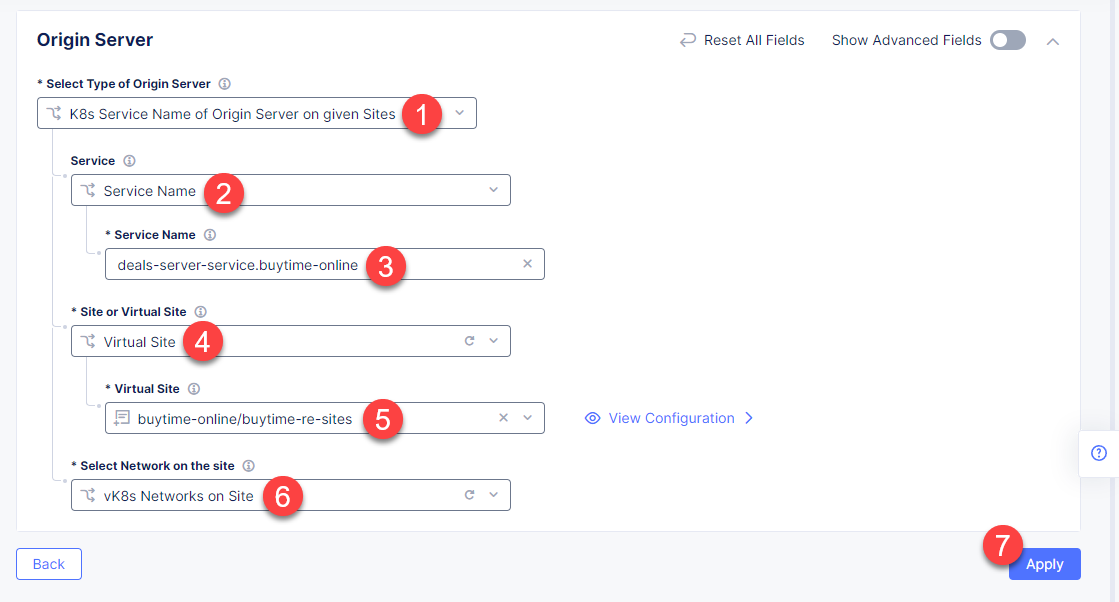 Origin Server
Reset All Fields
Show Advanced Fields
* Select Type of Origin Server
K8s Service Name of Origin Server on given Sites
1
Service
Service Name
2
* Service Name
deals-server-service.buytime-online
3
* Site or Virtual Site
Virtual Site
4
* Virtual Site
buytime-online/buytime-re-sites
5
View Configuration
* Select Network on the site
vK8s Networks on Site
6
7
Back
Apply